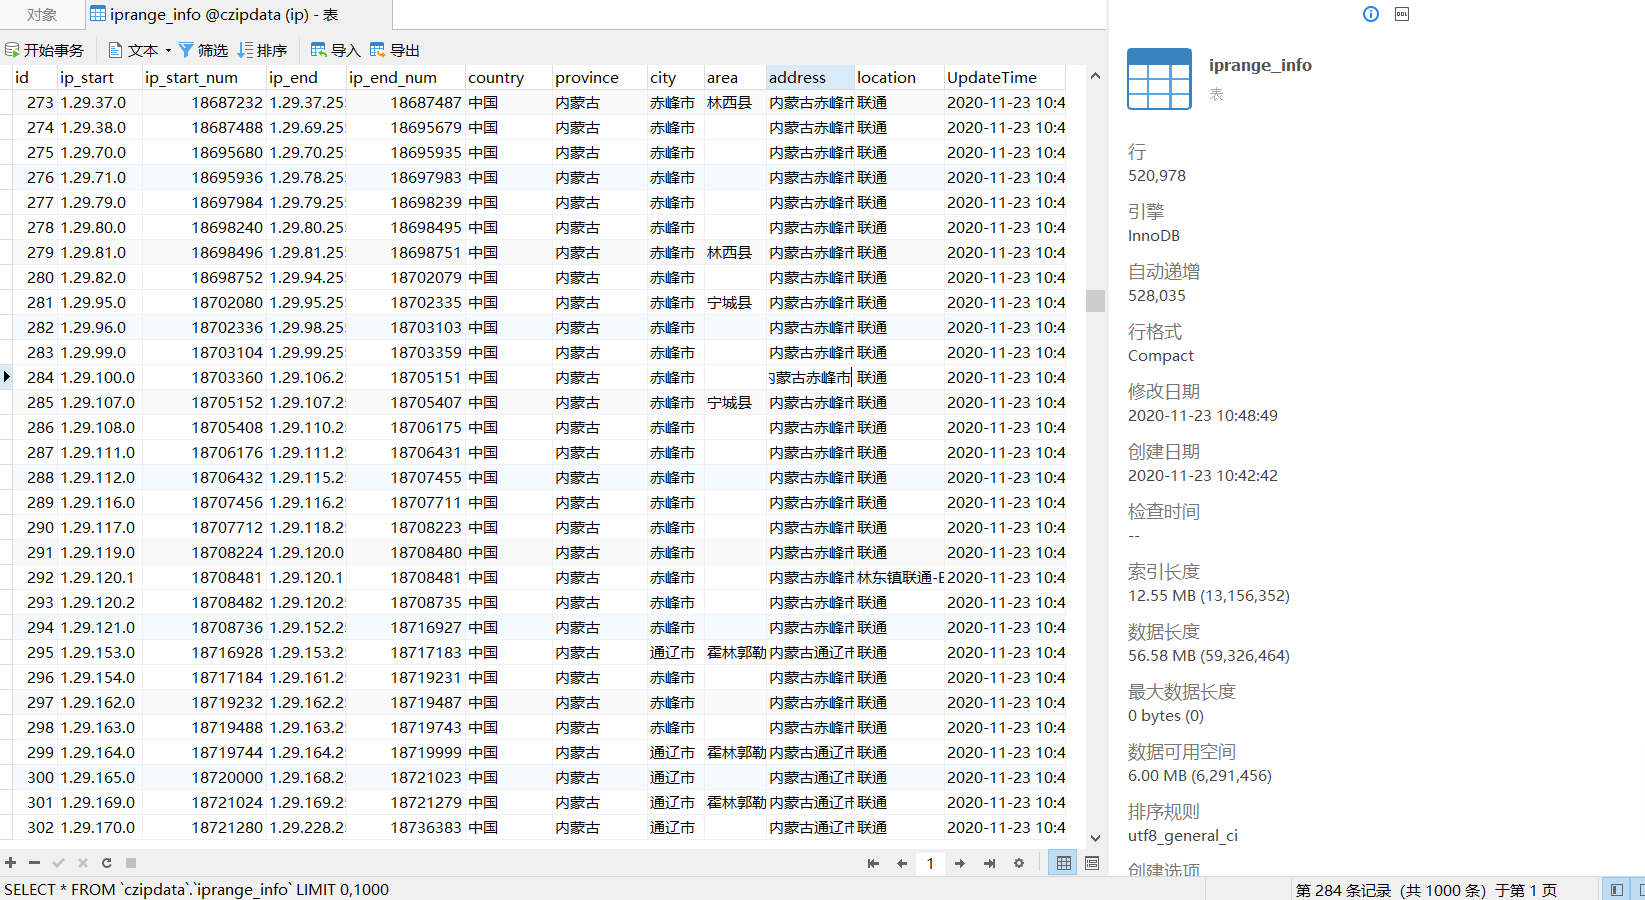 对象
iprange_info @czipdata (ip) - 表
开始事务 文本 筛选 排序 导入 导出
id ip_start ip_start_num ip_end ip_end_num country province city area address location UpdateTime
273 1.29.37.0 18687232 1.29.37.25 18687487 中国 内蒙古 赤峰市 林西县 内蒙古赤峰市 联通 2020-11-23 10:4
274 1.29.38.0 18687488 1.29.69.25 18695679 中国 内蒙古 赤峰市 内蒙古赤峰市 联通 2020-11-23 10:4
275 1.29.70.0 18695680 1.29.70.25 18695935 中国 内蒙古 赤峰市 内蒙古赤峰市 联通 2020-11-23 10:4
276 1.29.71.0 18695936 1.29.78.25 18697983 中国 内蒙古 赤峰市 内蒙古赤峰市 联通 2020-11-23 10:4
277 1.29.79.0 18697984 1.29.79.25 18698239 中国 内蒙古 赤峰市 内蒙古赤峰市 联通 2020-11-23 10:4
278 1.29.80.0 18698240 1.29.80.25 18698495 中国 内蒙古 赤峰市 内蒙古赤峰市 联通 2020-11-23 10:4
279 1.29.81.0 18698496 1.29.81.25 18698751 中国 内蒙古 赤峰市 林西县 内蒙古赤峰市 联通 2020-11-23 10:4
280 1.29.82.0 18698752 1.29.94.25 18702079 中国 内蒙古 赤峰市 内蒙古赤峰市 联通 2020-11-23 10:4
281 1.29.95.0 18702080 1.29.95.25 18702335 中国 内蒙古 赤峰市 宁城县 内蒙古赤峰市 联通 2020-11-23 10:4
282 1.29.96.0 18702336 1.29.98.25 18703103 中国 内蒙古 赤峰市 内蒙古赤峰市 联通 2020-11-23 10:4
283 1.29.99.0 18703104 1.29.99.25 18703359 中国 内蒙古 赤峰市 内蒙古赤峰市 联通 2020-11-23 10:4
284 1.29.100.0 18703360 1.29.106.2 18705151 中国 内蒙古 赤峰市 内蒙古赤峰市 联通 2020-11-23 10:4
285 1.29.107.0 18705152 1.29.107.2 18705407 中国 内蒙古 赤峰市 宁城县 内蒙古赤峰市 联通 2020-11-23 10:4
286 1.29.108.0 18705408 1.29.110.2 18706175 中国 内蒙古 赤峰市 内蒙古赤峰市 联通 2020-11-23 10:4
287 1.29.111.0 18706176 1.29.111.2 18706431 中国 内蒙古 赤峰市 内蒙古赤峰市 联通 2020-11-23 10:4
288 1.29.112.0 18706432 1.29.115.2 18707455 中国 内蒙古 赤峰市 内蒙古赤峰市 联通 2020-11-23 10:4
289 1.29.116.0 18707456 1.29.116.2 18707711 中国 内蒙古 赤峰市 内蒙古赤峰市 联通 2020-11-23 10:4
290 1.29.117.0 18707712 1.29.118.2 18708223 中国 内蒙古 赤峰市 内蒙古赤峰市 联通 2020-11-23 10:4
291 1.29.119.0 18708224 1.29.120.0 18708480 中国 内蒙古 赤峰市 内蒙古赤峰市 联通 2020-11-23 10:4
292 1.29.120.1 18708481 1.29.120.1 18708481 中国 内蒙古 赤峰市 内蒙古赤峰市 林东镇联通-E 2020-11-23 10:4
293 1.29.120.2 18708482 1.29.120.2 18708735 中国 内蒙古 赤峰市 内蒙古赤峰市 联通 2020-11-23 10:4
294 1.29.121.0 18708736 1.29.152.2 18716927 中国 内蒙古 赤峰市 内蒙古赤峰市 联通 2020-11-23 10:4
295 1.29.153.0 18716928 1.29.153.2 18717183 中国 内蒙古 通辽市 霍林郭勒 内蒙古通辽市 联通 2020-11-23 10:4
296 1.29.154.0 18717184 1.29.161.2 18719231 中国 内蒙古 赤峰市 内蒙古赤峰市 联通 2020-11-23 10:4
297 1.29.162.0 18719232 1.29.162.2 18719487 中国 内蒙古 赤峰市 内蒙古赤峰市 联通 2020-11-23 10:4
298 1.29.163.0 18719488 1.29.163.2 18719743 中国 内蒙古 赤峰市 内蒙古赤峰市 联通 2020-11-23 10:4
299 1.29.164.0 18719744 1.29.164.2 18719999 中国 内蒙古 通辽市 霍林郭勒 内蒙古通辽市 联通 2020-11-23 10:4
300 1.29.165.0 18720000 1.29.168.2 18721023 中国 内蒙古 通辽市 内蒙古通辽市 联通 2020-11-23 10:4
301 1.29.169.0 18721024 1.29.169.2 18721279 中国 内蒙古 通辽市 霍林郭勒 内蒙古通辽市 联通 2020-11-23 10:4
302 1.29.170.0 18721280 1.29.228.2 18736383 中国 内蒙古 通辽市 内蒙古通辽市 联通 2020-11-23 10:4
1
SELECT * FROM `czipdata`.`iprange_info` LIMIT 0,1000
第 284 条记录 (共 1000 条) 于第 1 页
DDL
iprange_info
表
行
520,978
引擎
InnoDB
自动递增
528,035
行格式
Compact
修改日期
2020-11-23 10:48:49
创建日期
2020-11-23 10:42:42
检查时间
--
索引长度
12.55 MB (13,156,352)
数据长度
56.58 MB (59,326,464)
最大数据长度
0 bytes (0)
数据可用空间
6.00 MB (6,291,456)
排序规则
utf8_general_ci
创建选项